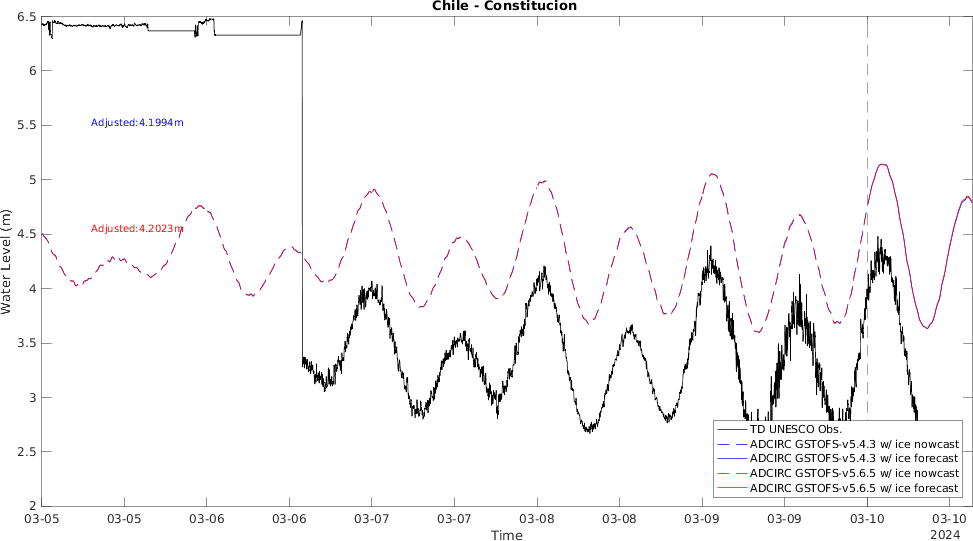 Chile - Constitucion
6.5
6
5.5
5
4.5
4
3.5
3
2.5
2
Water Level (m)
Adjusted:4.1994m
Adjusted:4.2023m
TD UNESCO Obs.
ADCIRC GSTOFS-v5.4.3 w/ ice nowcast
ADCIRC GSTOFS-v5.4.3 w/ ice forecast
ADCIRC GSTOFS-v5.6.5 w/ ice nowcast
ADCIRC GSTOFS-v5.6.5 w/ ice forecast
03-05 03-05 03-06 03-06 03-07 03-07 03-08 03-08 03-09 03-09 03-10 03-10
2024
Time